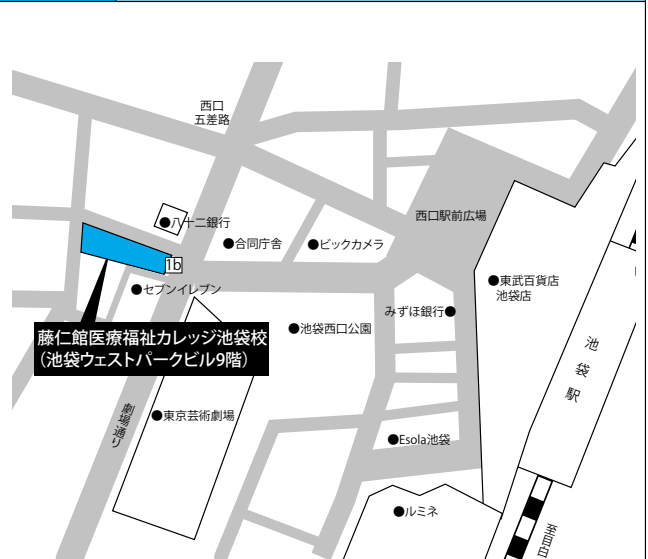 西口
五差路
●八十二銀行
西口駅前広場
●合同庁舎
●ビックカメラ
1b
●東武百貨店
池袋店
●セブンイレブン
みずほ銀行●
●池袋西口公園
藤仁館医療福祉カレッジ池袋校
（池袋ウェストパークビル9階）
池袋駅
劇場通り
●東京芸術劇場
●Esola池袋
●ルミネ
至目白